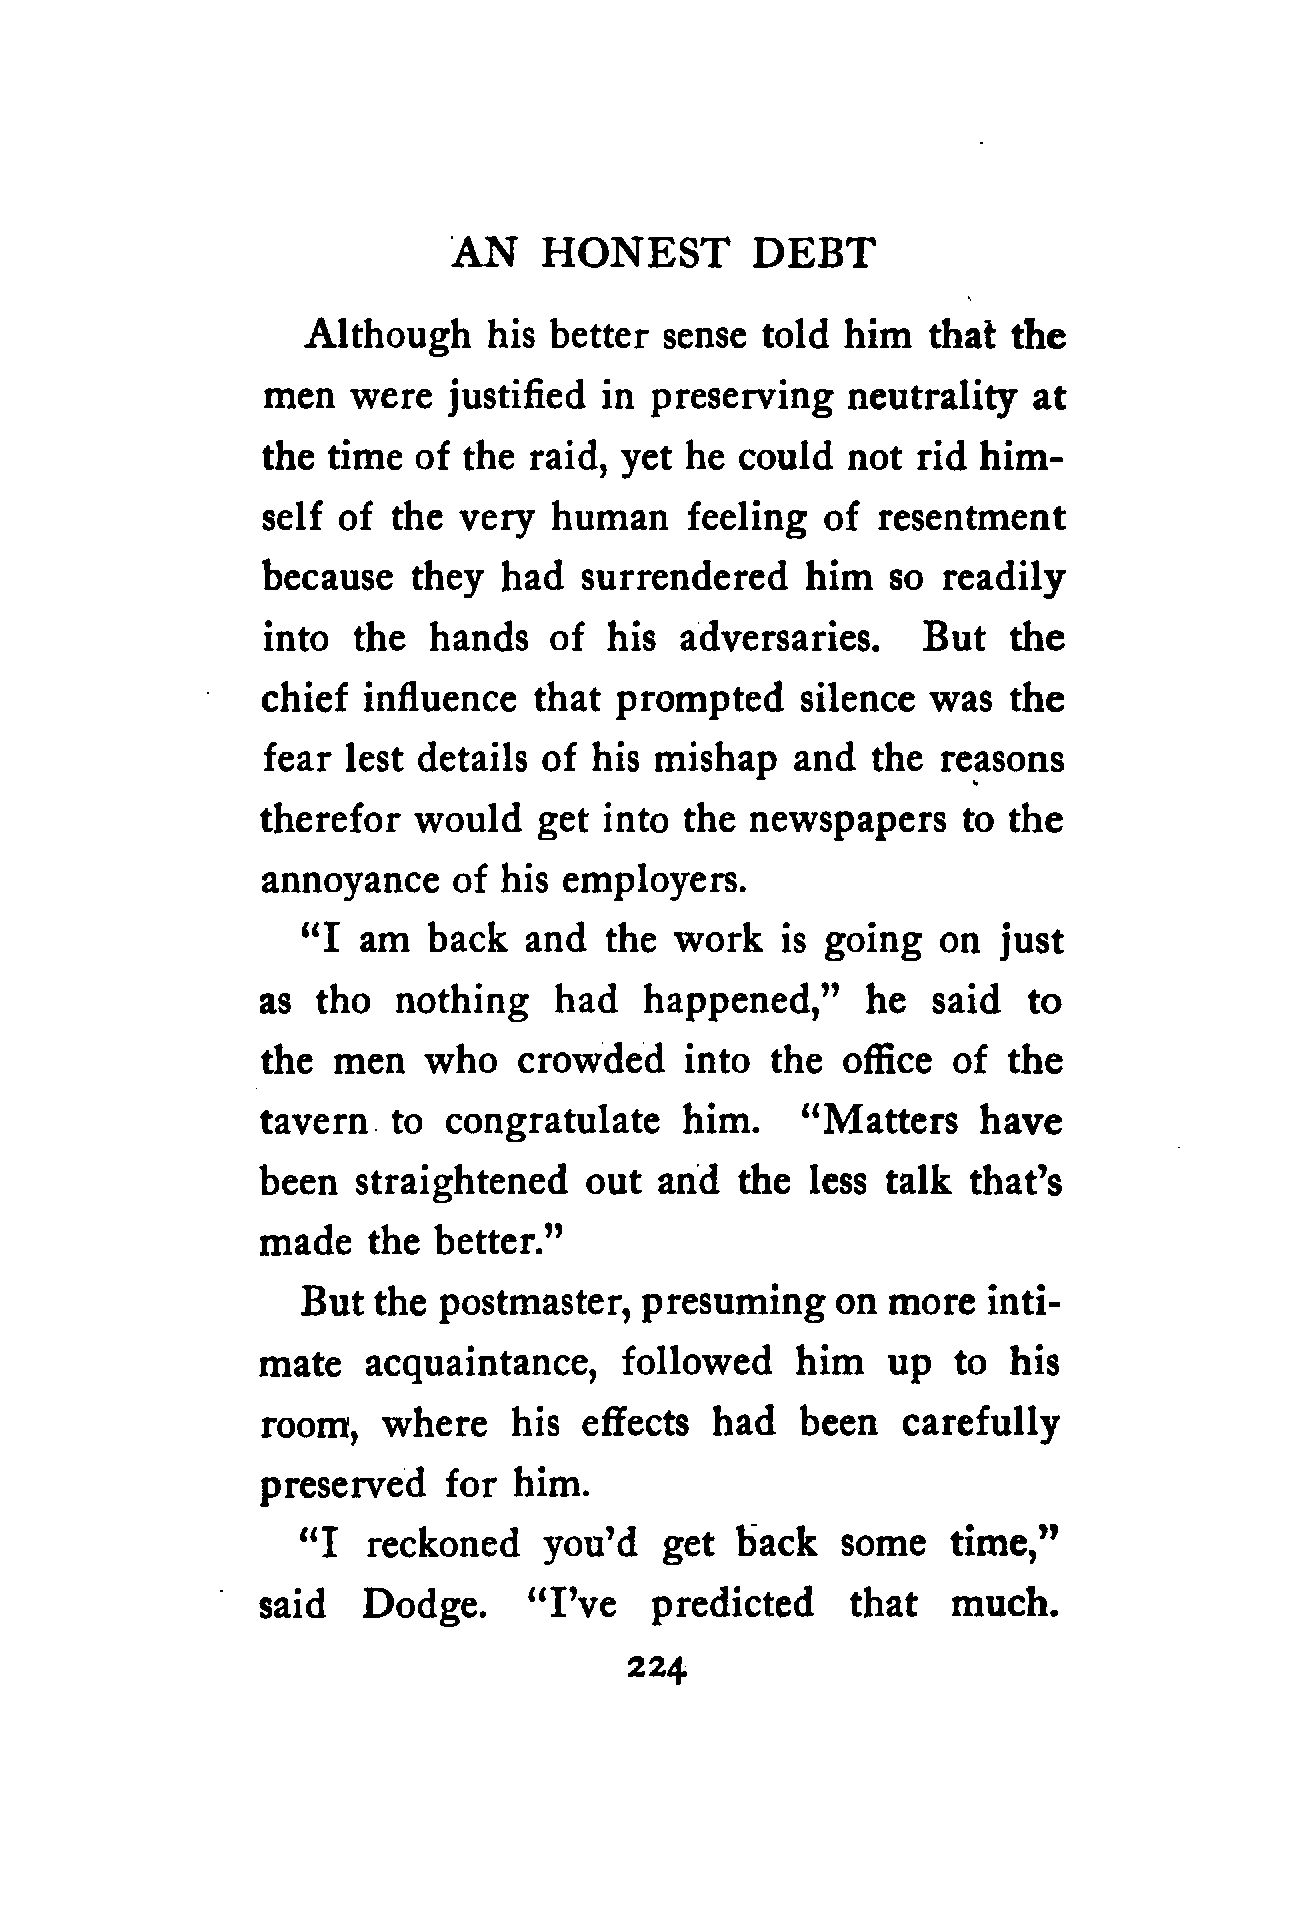 AN HONEST DEBT
Although his better sense told him that the
men were justified in preserving neutrality at
the time of the raid, yet he could not rid him-
self of the very human feeling of resentment
because they had surrendered him so readily
into the hands of his adversaries. But the
chief influence that prompted silence was the
fear lest details of his mishap and the reasons
therefor would get into the newspapers to the
annoyance of his employers.
“I am back and the work is going on just
as tho nothing had happened,” he said to
the men who crowded into the office of the
tavern to congratulate him. “Matters have
been straightened out and the less talk that’s
made the better.”
But the postmaster, presuming on more inti-
mate acquaintance, followed him up to his
room, where his effects had been carefully
preserved for him.
“I reckoned you’d get back some time,”
said Dodge. “I’ve predicted that much.
224